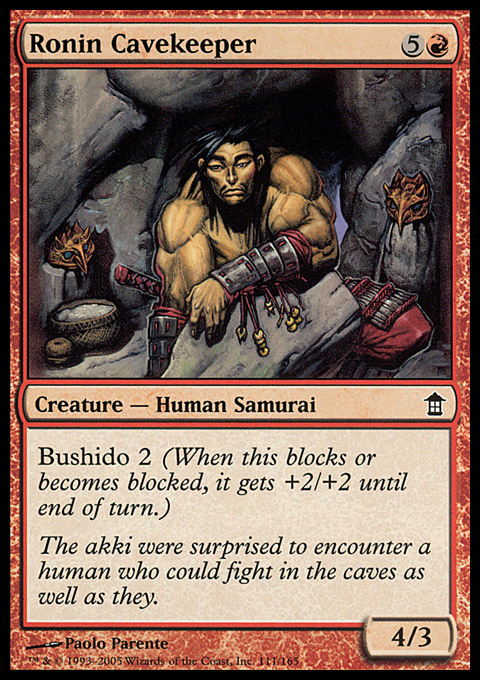 Ronin Cavekeeper 5
Creature — Human Samurai
Bushido 2 (When this blocks or
becomes blocked, it gets +2/+2 until
end of turn.)
The akki were surprised to encounter a
human who could fight in the caves as
well as they.
Paolo Parente
4/3
™ & © 1993–2005 Wizards of the Coast, Inc. 111/165